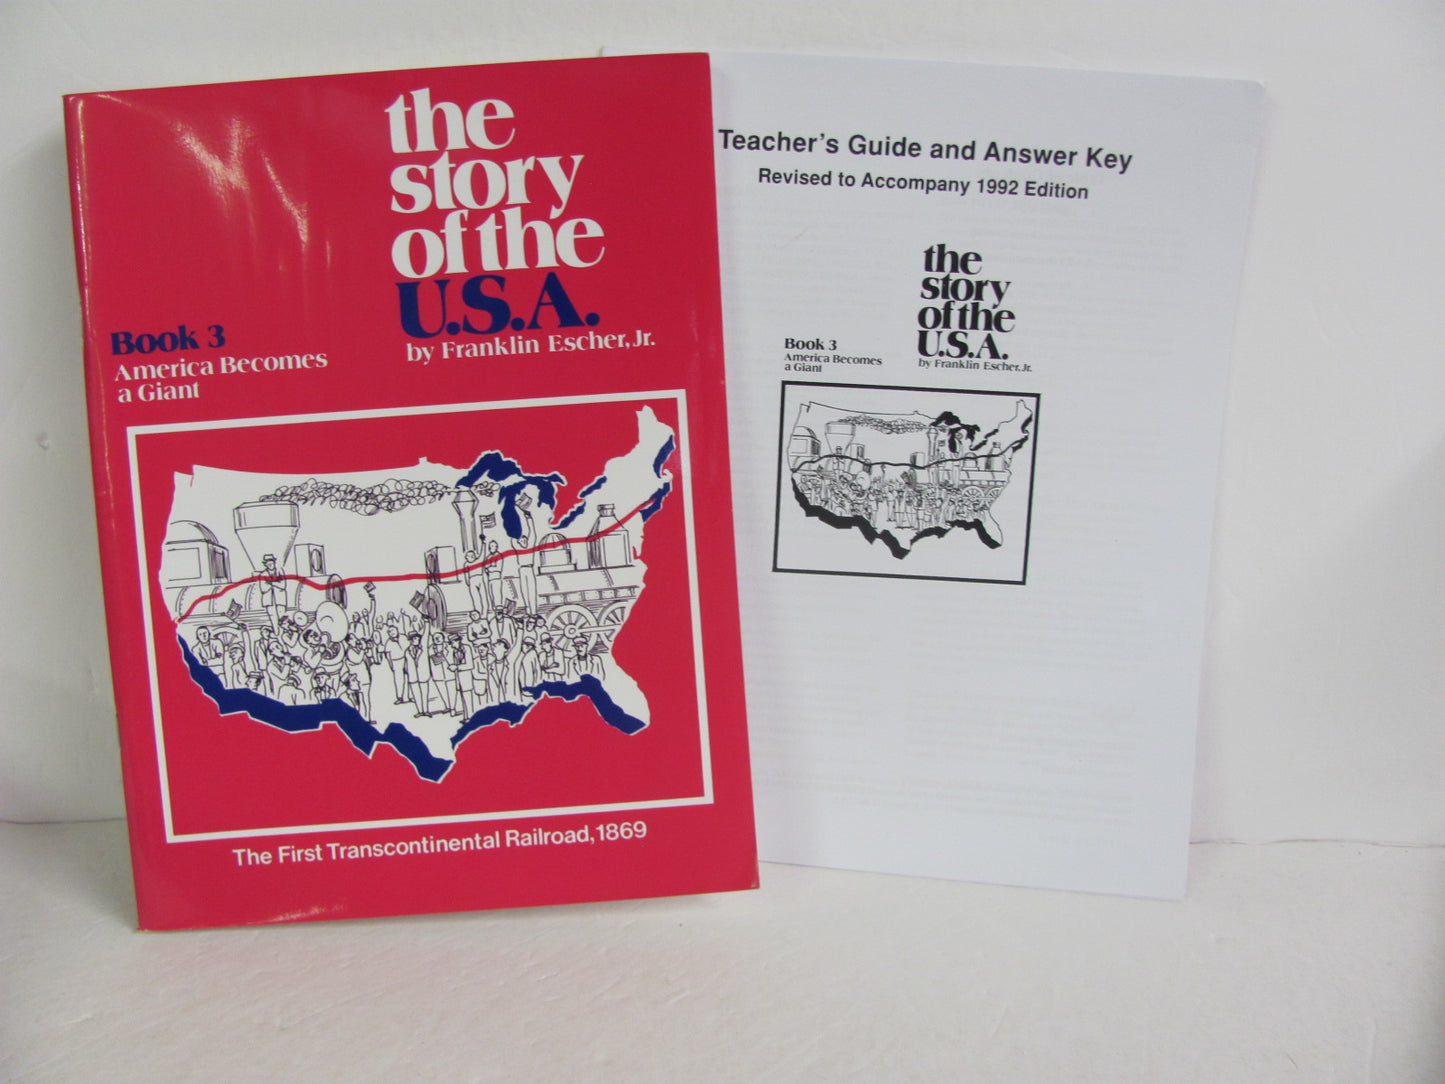 the
story
of the
U.S.A.
by Franklin Escher, Jr.
Book 3
America Becomes
a Giant
The First Transcontinental Railroad, 1869
Teacher's Guide and Answer Key
Revised to Accompany 1992 Edition
the
story
of the
U.S.A.
by Franklin Escher, Jr.
Book 3
America Becomes
a Giant